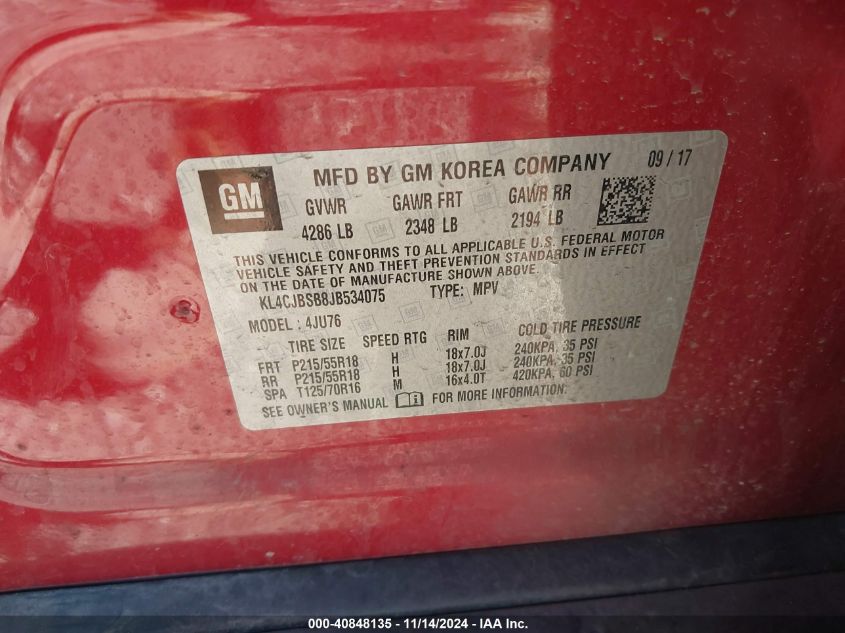 GM
MFD BY GM KOREA COMPANY 09 / 17
GVWR GAWR FRT GAWR RR
4286 LB 2348 LB 2194 LB
THIS VEHICLE CONFORMS TO ALL APPLICABLE U.S. FEDERAL MOTOR
VEHICLE SAFETY AND THEFT PREVENTION STANDARDS IN EFFECT
ON THE DATE OF MANUFACTURE SHOWN ABOVE.
KL4CJBSB8JB534075 TYPE: MPV
MODEL : 4JU76
TIRE SIZE SPEED RTG RIM COLD TIRE PRESSURE
FRT P215/55R18 H 18x7.0J 240KPA, 35 PSI
RR P215/55R18 H 18x7.0J 240KPA, 35 PSI
SPA T125/70R16 M 16x4.0T 420KPA, 60 PSI
SEE OWNER'S MANUAL FOR MORE INFORMATION.
000-40848135 - 11/14/2024 - IAA Inc.